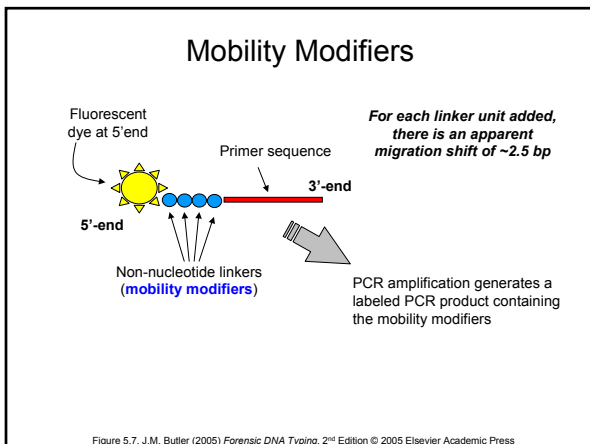 Mobility Modifiers
Fluorescent
dye at 5'end
Primer sequence
For each linker unit added,
there is an apparent
migration shift of ~2.5 bp
3'-end
5'-end
Non-nucleotide linkers
(mobility modifiers)
PCR amplification generates a
labeled PCR product containing
the mobility modifiers
Figure 5.7, J.M. Butler (2005) Forensic DNA Typing, 2nd Edition © 2005 Elsevier Academic Press